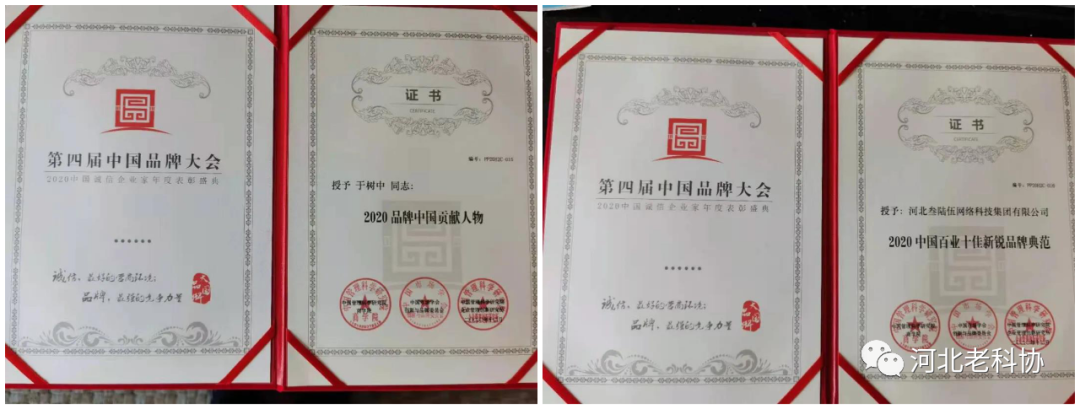 第四届中国品牌大会
2020中国诚信企业家年度表彰盛典
诚信，最好的营商环境
品牌，最强的竞争力量
证书
CERTIFICATE
授予 于树中 同志：
2020品牌中国贡献人物
第四届中国品牌大会
2020中国诚信企业家年度表彰盛典
诚信，最好的营商环境
品牌，最强的竞争力量
证书
CERTIFICATE
授予：河北叁陆伍网络科技集团有限公司
2020中国百业十佳新锐品牌典范
河北老科协